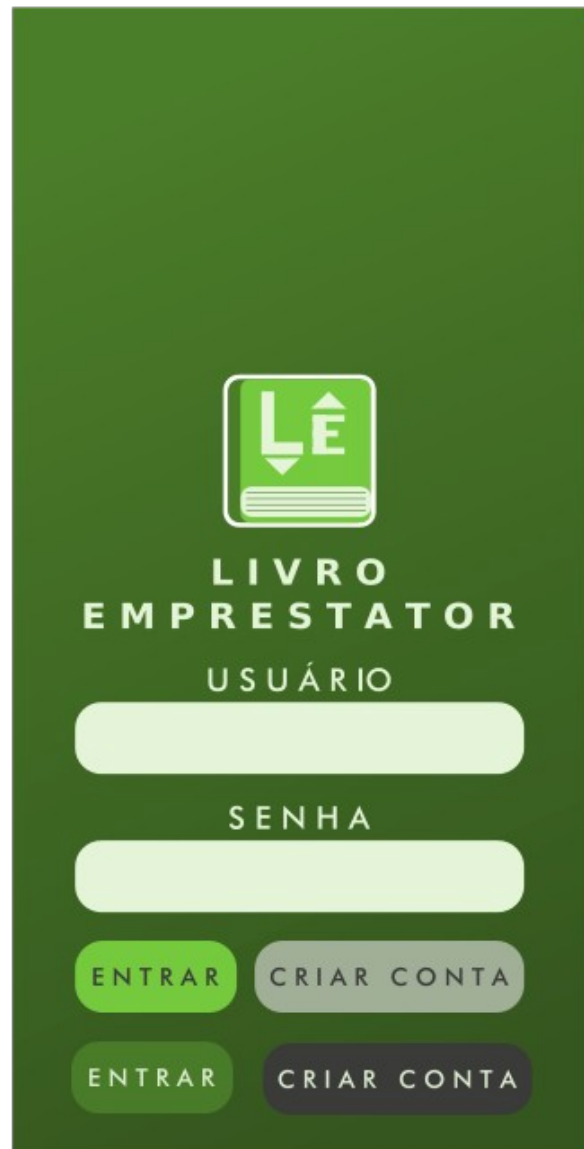 LÊ
LIVRO
EMPRESTATOR
USUÁRIO
SENHA
ENTRAR CRIAR CONTA
ENTRAR CRIAR CONTA